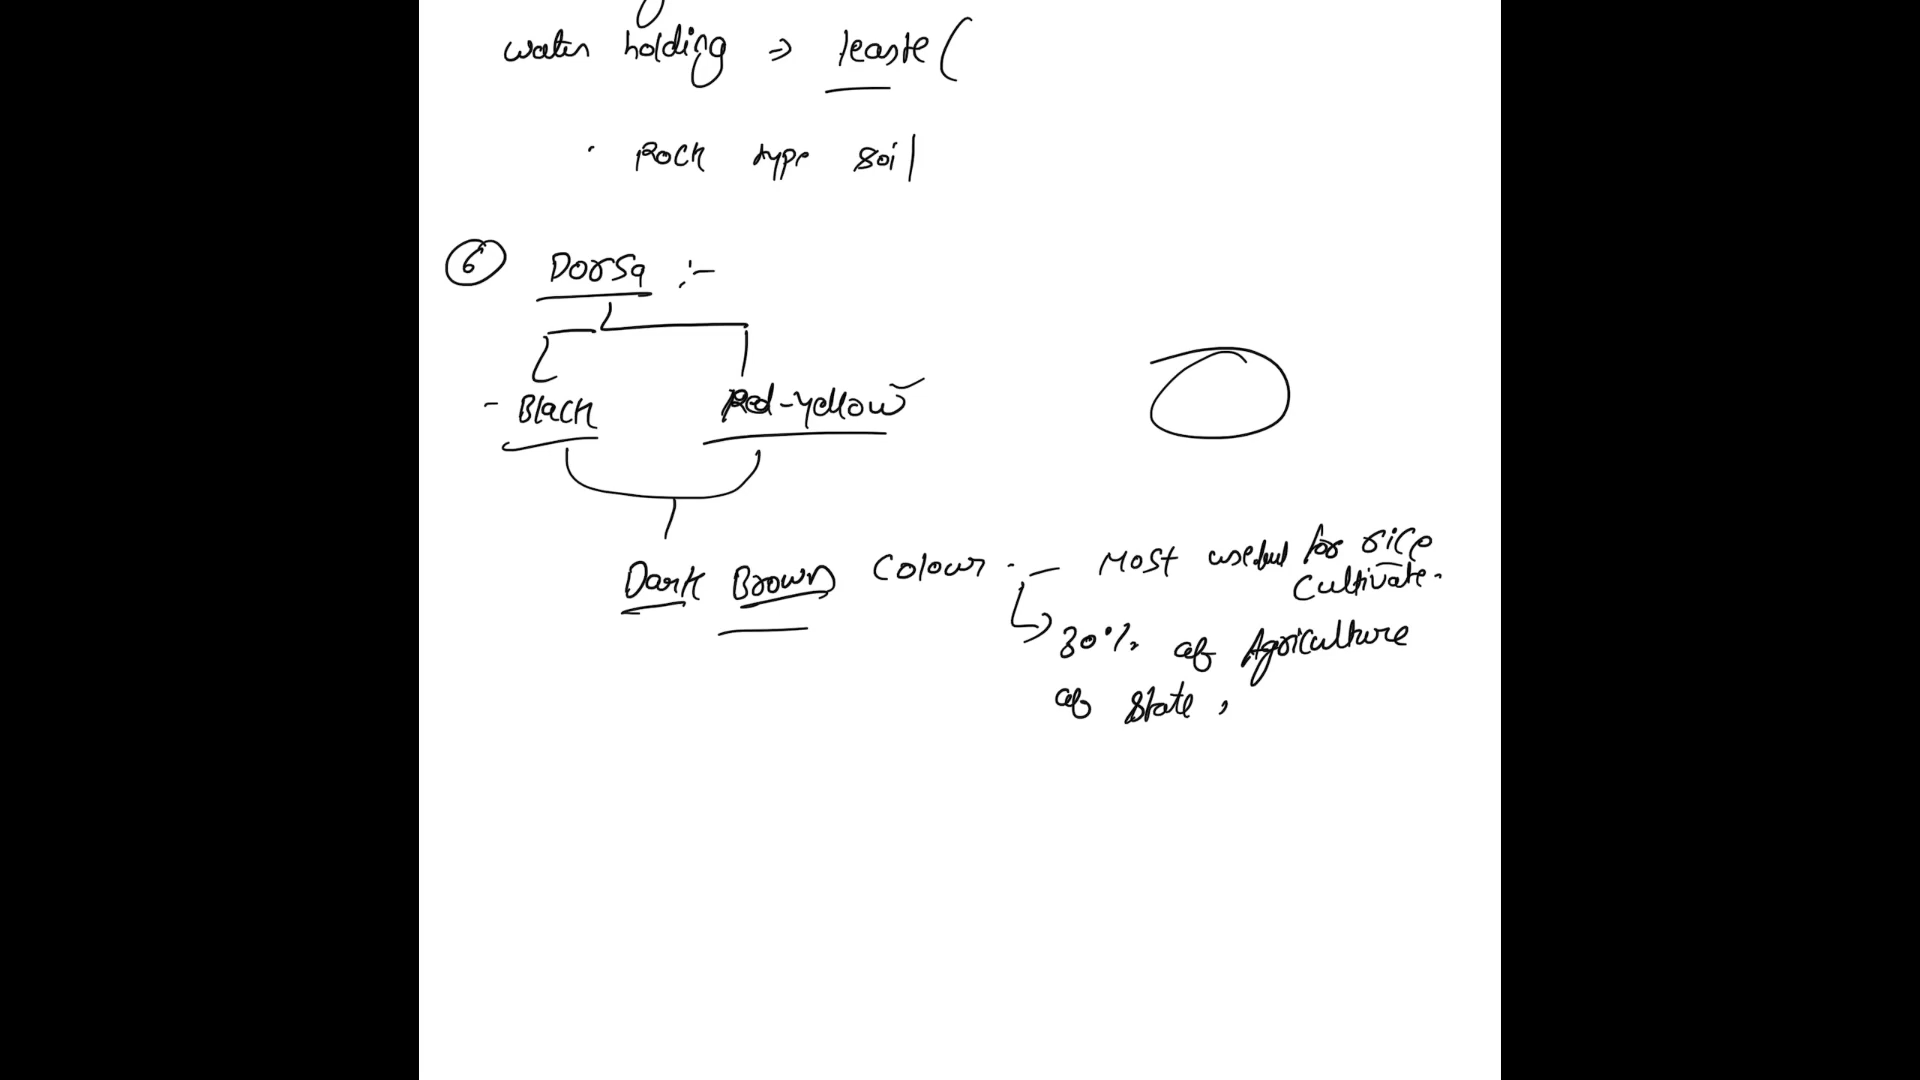 water holding ⇒ leaste (
· Rock type soil
6 Dorsa :-
- Black Red-yellow
Dark Brown Colour. - Most useful for rice
cultivate.
30% of Agriculture
of State,